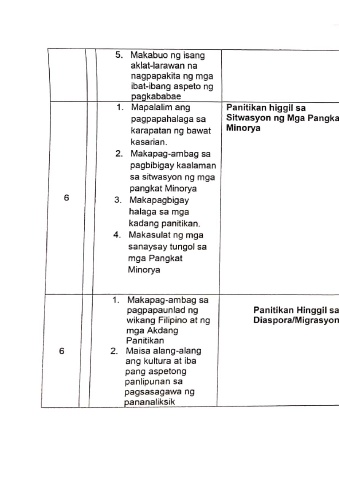 5. Makabuo ng isang
aklat-larawan na
nagpapakita ng mga
ibat-ibang aspeto ng
pagkababae
6
1. Mapalalim ang
pagpapahalaga sa
karapatan ng bawat
kasarian.
2. Makapag-ambag sa
pagbibigay kaalaman
sa sitwasyon ng mga
pangkat Minorya
3. Makapagbigay
halaga sa mga
kadang panitikan.
4. Makasulat ng mga
sanaysay tungol sa
mga Pangkat
Minorya
Panitikan higgil sa
Sitwasyon ng Mga Pangka
Minorya
6
1. Makapag-ambag sa
pagpapaunlad ng
wikang Filipino at ng
mga Akdang
Panitikan
2. Maisa alang-alang
ang kultura at iba
pang aspetong
panlipunan sa
pagsasagawa ng
pananaliksik
Panitikan Hinggil sa
Diaspora/Migrasyon